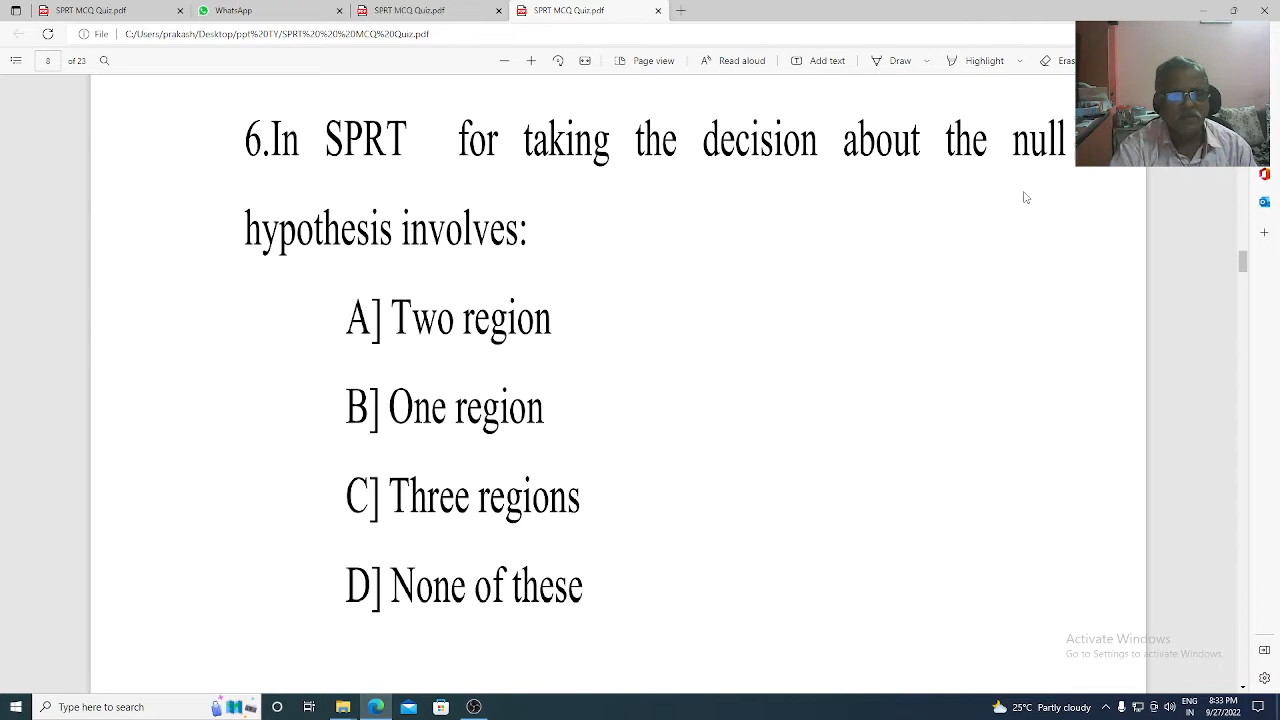 SPRT MCQ Quiz.pdf
WhatsApp
SPRT MCQ Quiz.pdf
SPRT MCQ Quiz.pdf
File C:/Users/prakash/Desktop/ppt%20TY/SPRT%20%20%20MCQ%20Quiz.pdf
8 of 23 Page view Read aloud Add text Draw Highlight Eras
6.In SPRT for taking the decision about the null
hypothesis involves:
A] Two region
B] One region
C] Three regions
D] None of these
Activate Windows
Go to Settings to activate Windows.
Type here to search
25°C Partly cloudy
ENG
IN
8:33 PM
9/27/2022